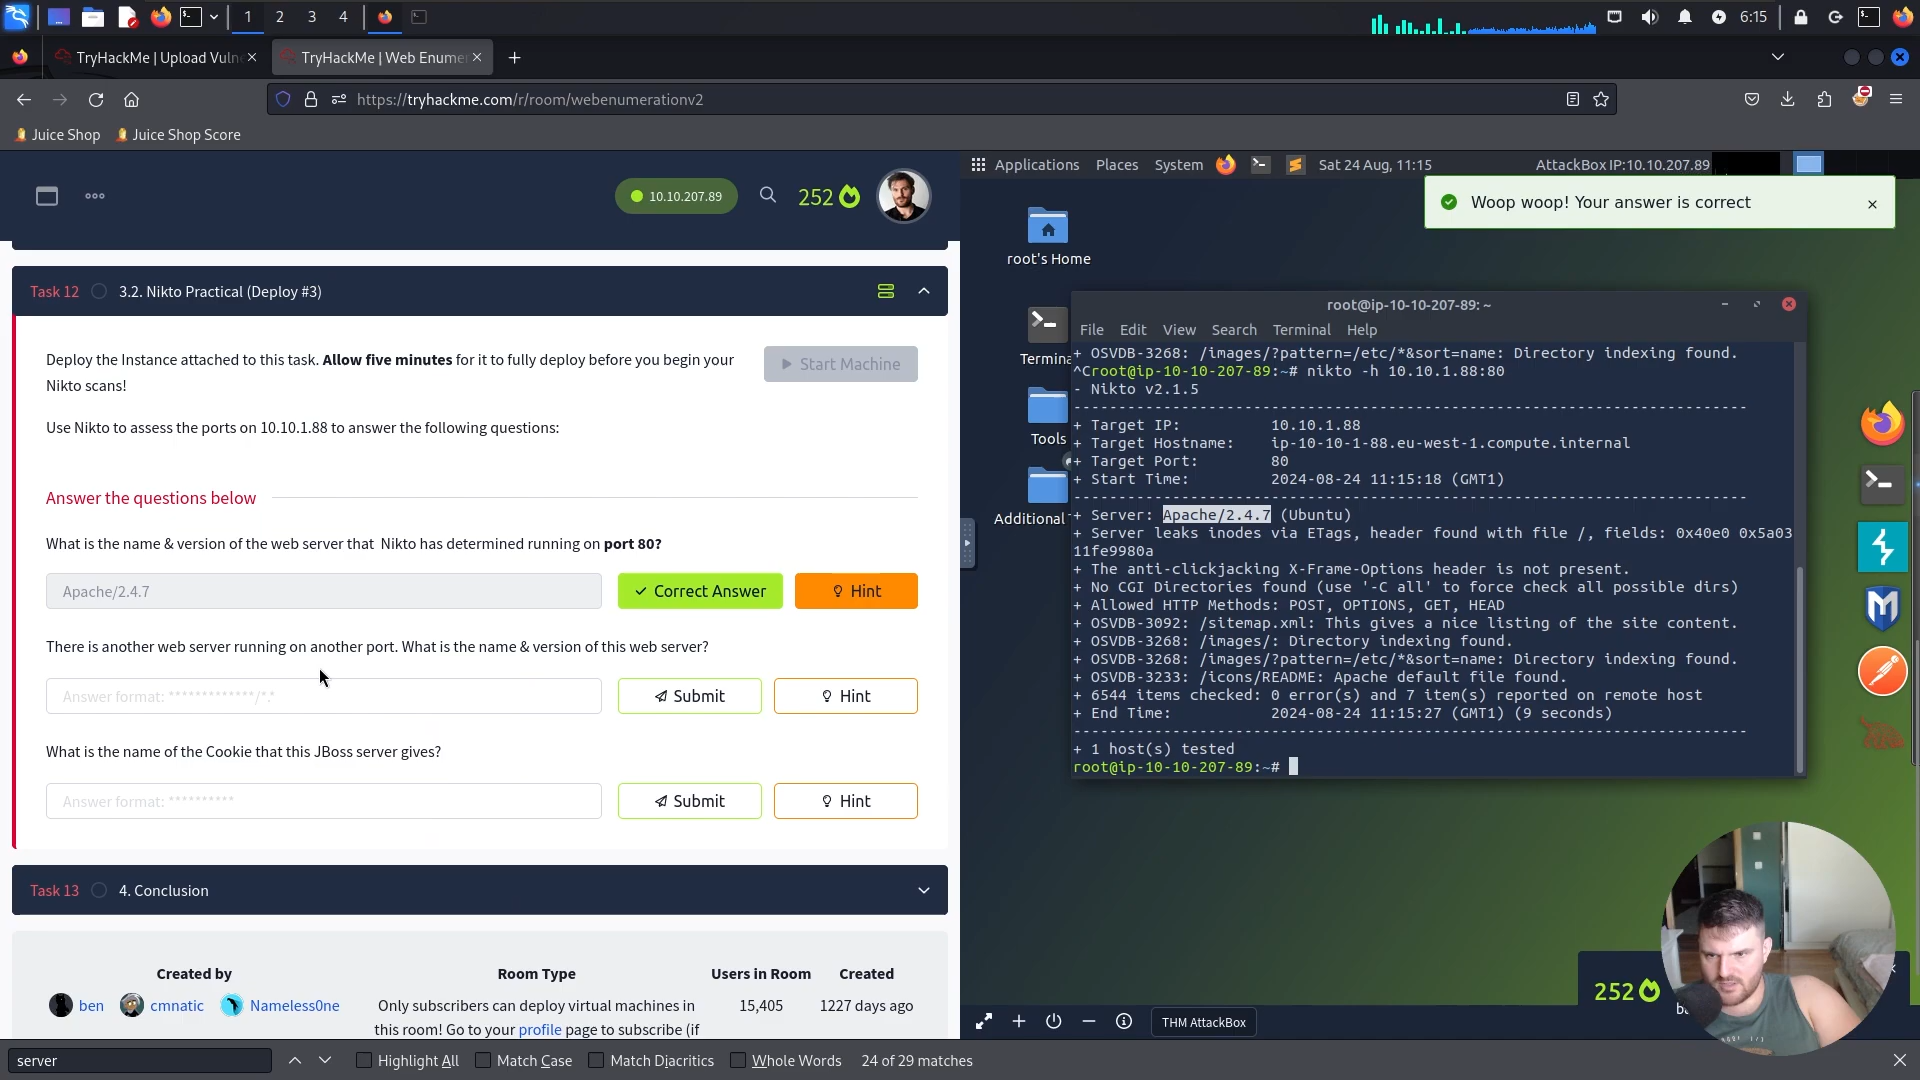 1
2
3
4
6:15
TryHackMe | Upload Vuln
TryHackMe | Web Enumer
https://tryhackme.com/r/room/webenumerationv2
Juice Shop
Juice Shop Score
10.10.207.89
252
Task 12
3.2. Nikto Practical (Deploy #3)
Deploy the Instance attached to this task. Allow five minutes for it to fully deploy before you begin your
Nikto scans!
Start Machine
Use Nikto to assess the ports on 10.10.1.88 to answer the following questions:
Answer the questions below
What is the name & version of the web server that Nikto has determined running on port 80?
Apache/2.4.7
Correct Answer
Hint
There is another web server running on another port. What is the name & version of this web server?
Answer format: *************/*.*
Submit
Hint
What is the name of the Cookie that this JBoss server gives?
Answer format: **********
Submit
Hint
Task 13
4. Conclusion
Created by
Room Type
Users in Room
Created
ben
cmnatic
Nameless0ne
Only subscribers can deploy virtual machines in
this room! Go to your profile page to subscribe (if
15,405
1227 days ago
Applications
Places
System
Sat 24 Aug, 11:15
AttackBox IP:10.10.207.89
Woop woop! Your answer is correct
root's Home
Tools
Additional
root@ip-10-10-207-89: ~
File
Edit
View
Search
Terminal
Help
+ OSVDB-3268: /images/?pattern=/etc/*&sort=name: Directory indexing found.
^Croot@ip-10-10-207-89:~# nikto -h 10.10.1.88:80
- Nikto v2.1.5
---------------------------------------------------------------------------
+ Target IP: 10.10.1.88
+ Target Hostname: ip-10-10-1-88.eu-west-1.compute.internal
+ Target Port: 80
+ Start Time: 2024-08-24 11:15:18 (GMT1)
---------------------------------------------------------------------------
+ Server: Apache/2.4.7 (Ubuntu)
+ Server leaks inodes via ETags, header found with file /, fields: 0x40e0 0x5a03
11fe9980a
+ The anti-clickjacking X-Frame-Options header is not present.
+ No CGI Directories found (use '-C all' to force check all possible dirs)
+ Allowed HTTP Methods: POST, OPTIONS, GET, HEAD
+ OSVDB-3092: /sitemap.xml: This gives a nice listing of the site content.
+ OSVDB-3268: /images/: Directory indexing found.
+ OSVDB-3268: /images/?pattern=/etc/*&sort=name: Directory indexing found.
+ OSVDB-3233: /icons/README: Apache default file found.
+ 6544 items checked: 0 error(s) and 7 item(s) reported on remote host
+ End Time: 2024-08-24 11:15:27 (GMT1) (9 seconds)
---------------------------------------------------------------------------
+ 1 host(s) tested
root@ip-10-10-207-89:~#
252
THM AttackBox
server
Highlight All
Match Case
Match Diacritics
Whole Words
24 of 29 matches